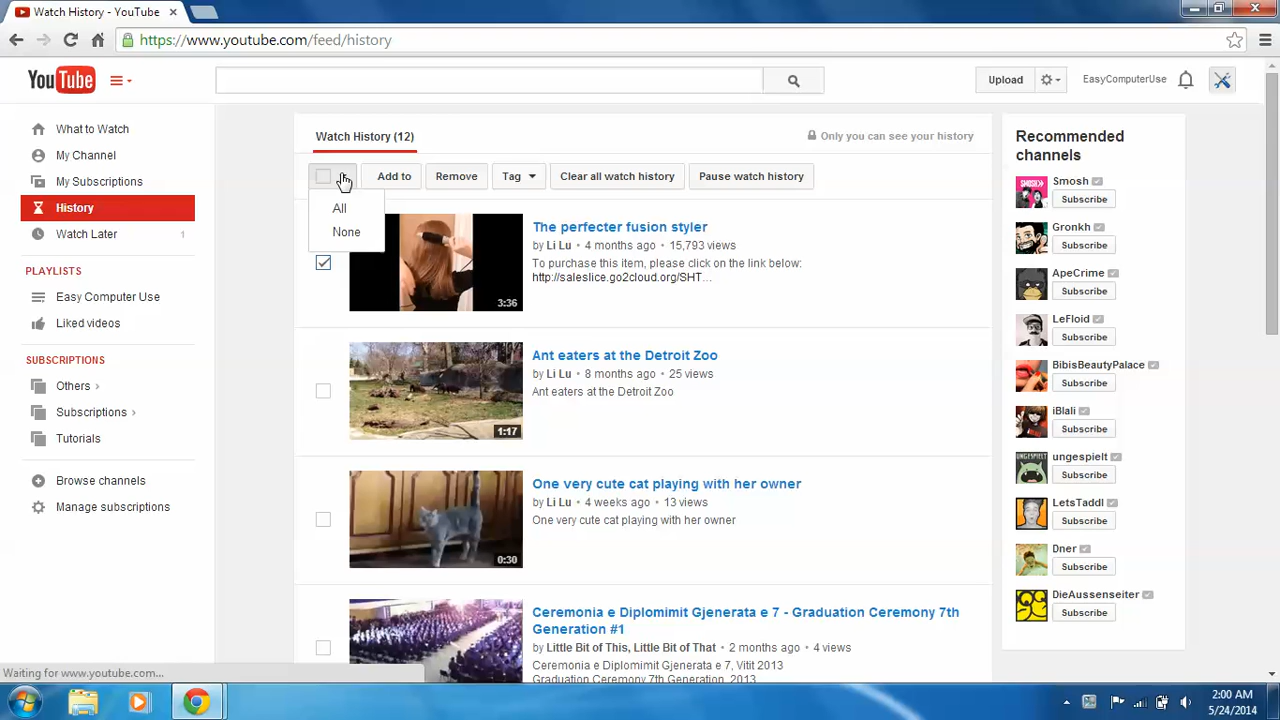 Watch History - YouTube
https://www.youtube.com/feed/history
YouTube
Upload
EasyComputerUse
What to Watch
My Channel
My Subscriptions
History
Watch Later 1
PLAYLISTS
Easy Computer Use
Liked videos
SUBSCRIPTIONS
Others
Subscriptions
Tutorials
Browse channels
Manage subscriptions
Watch History (12)
Only you can see your history
Add to Remove Tag Clear all watch history Pause watch history
All
None
3:36
The perfecter fusion styler
by Li Lu • 4 months ago • 15,793 views
To purchase this item, please click on the link below:
http://saleslice.go2cloud.org/SHT...
1:17
Ant eaters at the Detroit Zoo
by Li Lu • 8 months ago • 25 views
Ant eaters at the Detroit Zoo
0:30
One very cute cat playing with her owner
by Li Lu • 4 weeks ago • 13 views
One very cute cat playing with her owner
Ceremonia e Diplomimit Gjenerata e 7 - Graduation Ceremony 7th
Generation #1
by Little Bit of This, Little Bit of That • 2 months ago • 4 views
Ceremonia e Diplomimit Gjenerata e 7, Vitit 2013
Graduation Ceremony 7th Generation, 2013
Recommended
channels
Smosh
Subscribe
Gronkh
Subscribe
ApeCrime
Subscribe
LeFloid
Subscribe
BibisBeautyPalace
Subscribe
iBlali
Subscribe
ungespielt
Subscribe
LetsTaddl
Subscribe
Dner
Subscribe
DieAussenseiter
Subscribe
Waiting for www.youtube.com...
2:00 AM
5/24/2014